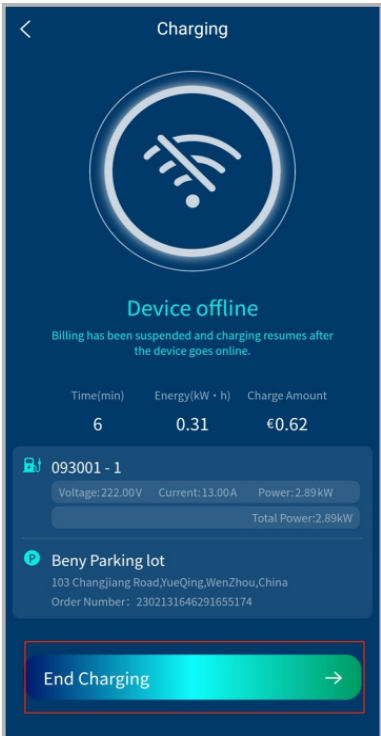 Charging
Device offline
Billing has been suspended and charging resumes after
the device goes online.
Time(min) Energy(kW·h) Charge Amount
6 0.31 €0.62
093001 - 1
Voltage:222.00V Current:13.00A Power:2.89kW
Total Power:2.89kW
P
Beny Parking lot
103 Changjiang Road,YueQing,WenZhou,China
Order Number: 2302131646291655174
End Charging